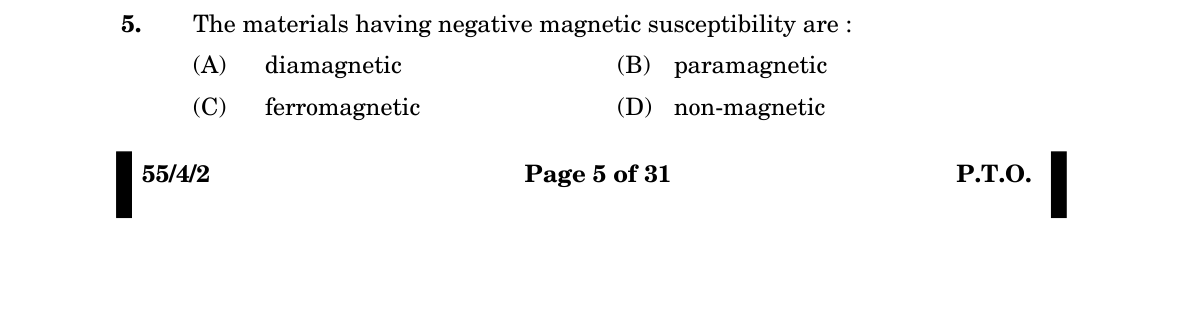 5. The materials having negative magnetic susceptibility are :
(A) diamagnetic (B) paramagnetic
(C) ferromagnetic (D) non-magnetic
55/4/2 Page 5 of 31 P.T.O.